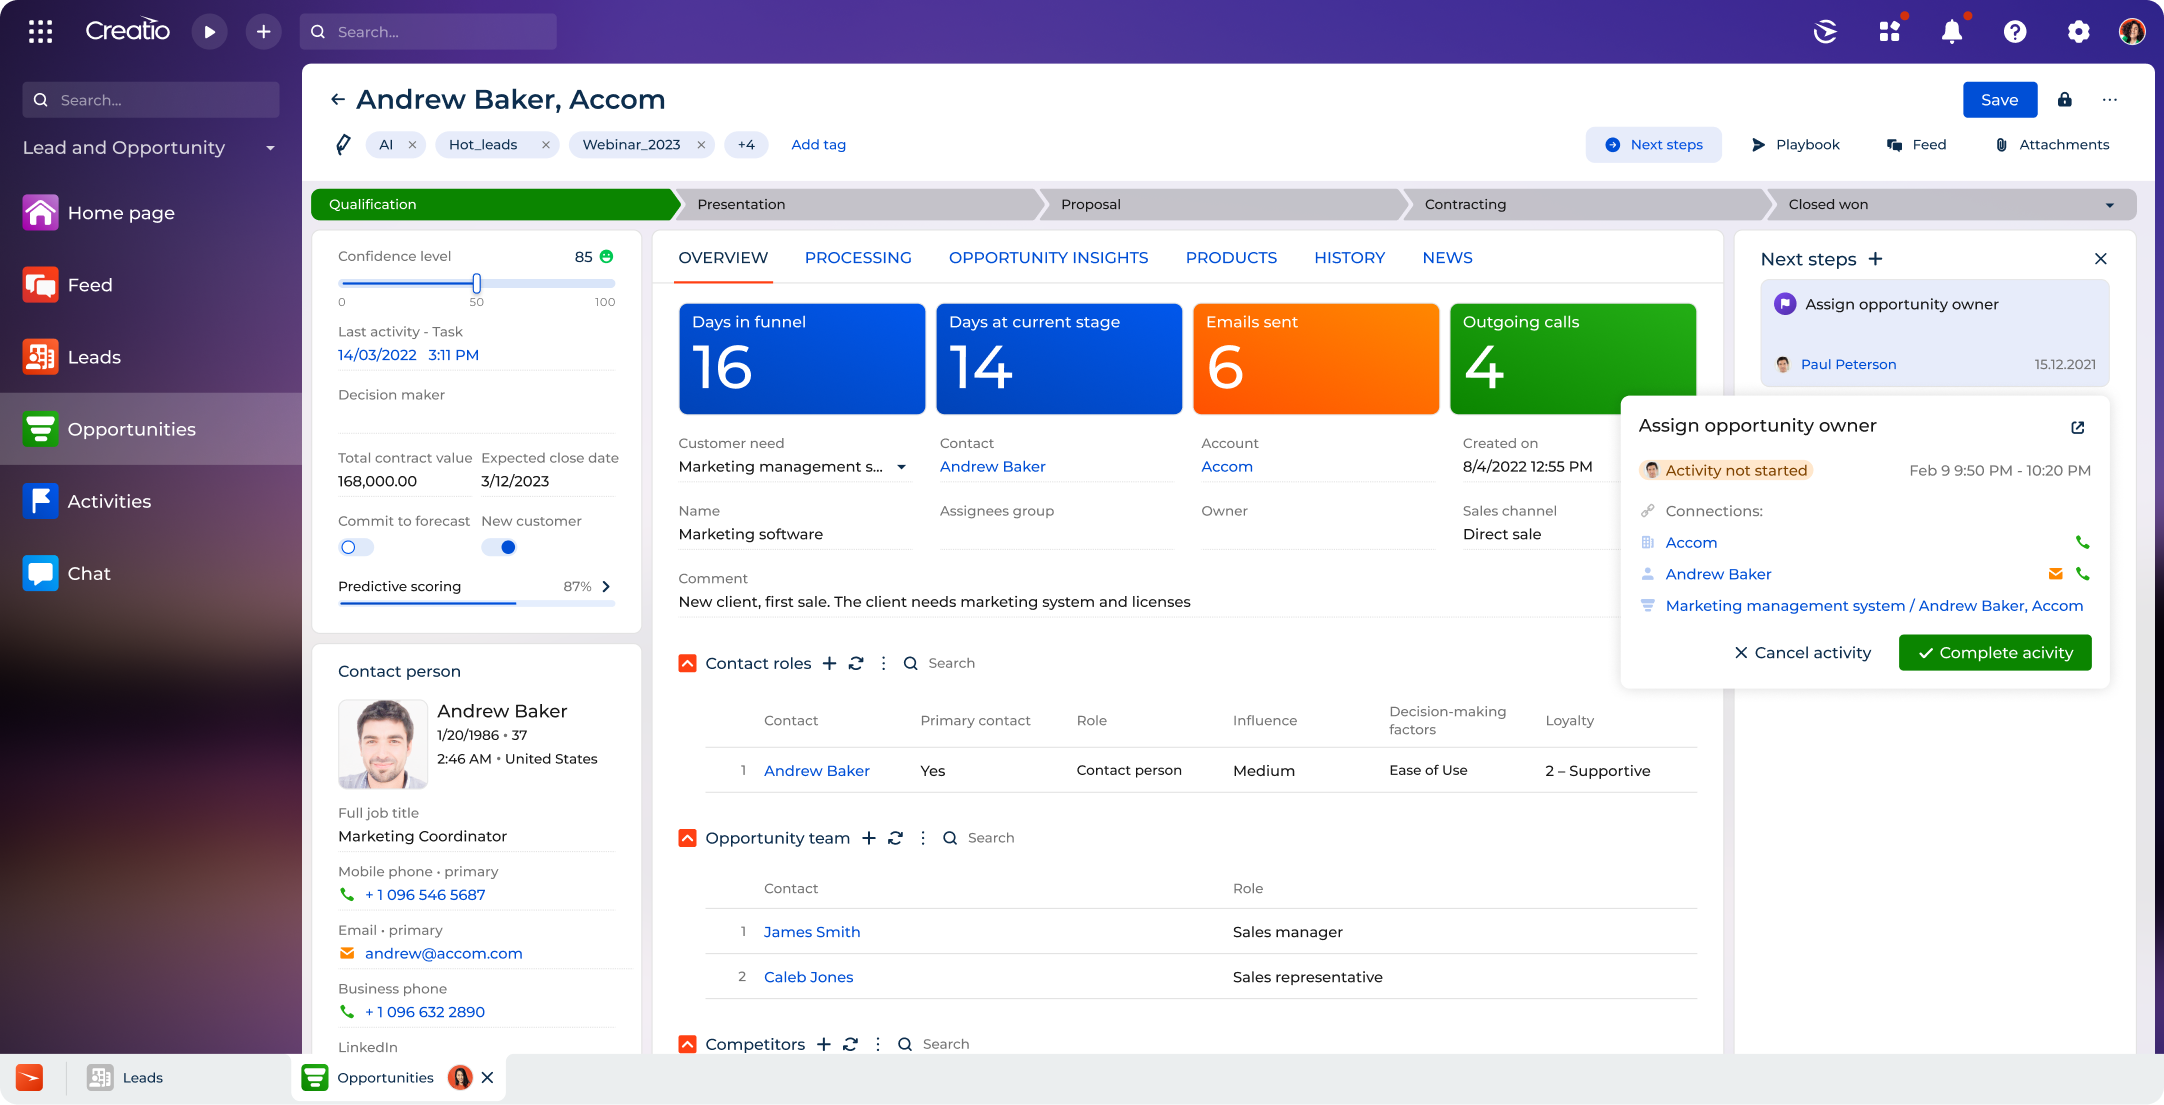 Creatio
Search...
Search...
Lead and Opportunity
Home page
Feed
Leads
Opportunities
Activities
Chat
Andrew Baker, Accom
Save
AI
Hot_leads
Webinar_2023
+4
Add tag
Next steps
Playbook
Feed
Attachments
Qualification
Presentation
Proposal
Contracting
Closed won
Confidence level
85
0
50
100
Last activity - Task
14/03/2022 3:11 PM
Decision maker
Total contract value
Expected close date
168,000.00
3/12/2023
Commit to forecast
New customer
Predictive scoring
87%
Contact person
Andrew Baker
1/20/1986 • 37
2:46 AM • United States
Full job title
Marketing Coordinator
Mobile phone • primary
+ 1 096 546 5687
Email • primary
andrew@accom.com
Business phone
+ 1 096 632 2890
LinkedIn
OVERVIEW
PROCESSING
OPPORTUNITY INSIGHTS
PRODUCTS
HISTORY
NEWS
Days in funnel
16
Days at current stage
14
Emails sent
6
Outgoing calls
4
Customer need
Marketing management s...
Contact
Andrew Baker
Account
Accom
Created on
8/4/2022 12:55 PM
Name
Marketing software
Assignees group
Owner
Sales channel
Direct sale
Comment
New client, first sale. The client needs marketing system and licenses
Contact roles
Search
Contact
Primary contact
Role
Influence
Decision-making
factors
Loyalty
1
Andrew Baker
Yes
Contact person
Medium
Ease of Use
2 – Supportive
Opportunity team
Search
Contact
Role
1
James Smith
Sales manager
2
Caleb Jones
Sales representative
Competitors
Search
Next steps
Assign opportunity owner
Paul Peterson
15.12.2021
Assign opportunity owner
Activity not started
Feb 9 9:50 PM - 10:20 PM
Connections:
Accom
Andrew Baker
Marketing management system / Andrew Baker, Accom
Cancel activity
Complete acivity
Leads
Opportunities